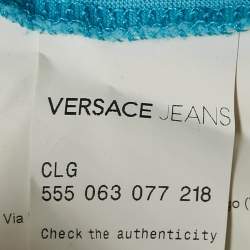 VERSACE JEANS
CLG
555 063 077 218
Via
Check the authenticity